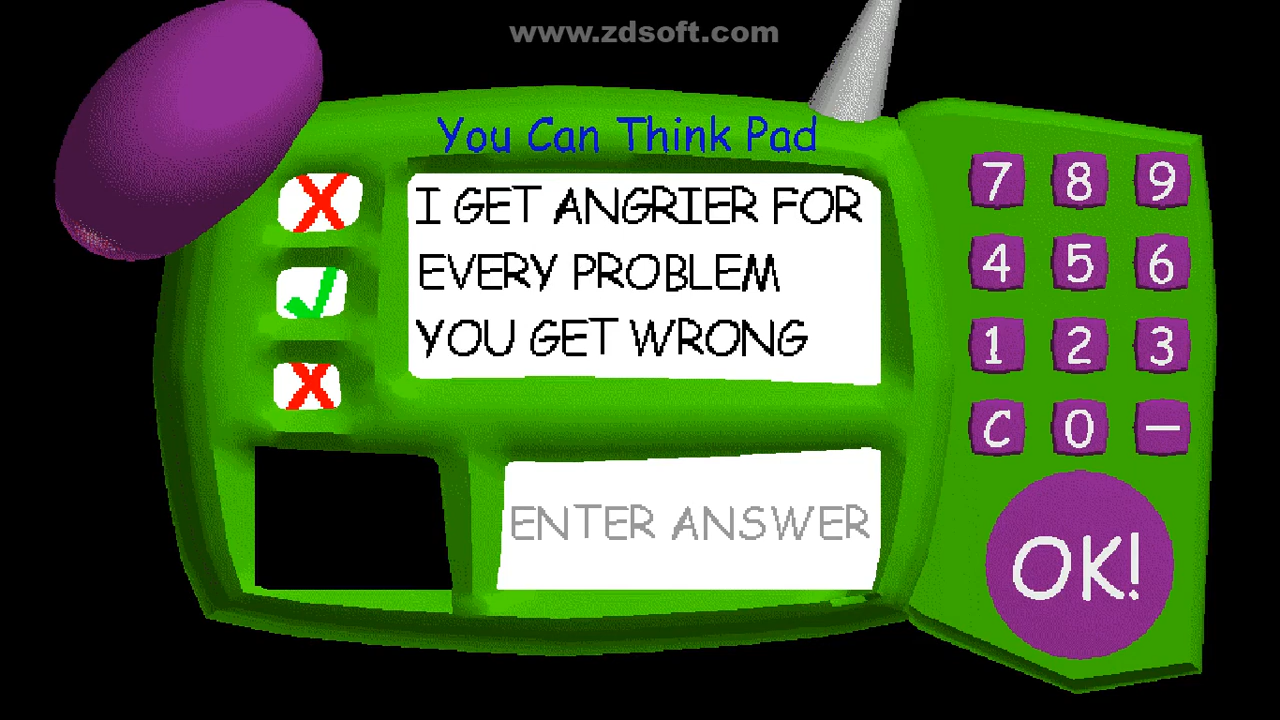 www.zdsoft.com
You Can Think Pad
I GET ANGRIER FOR
EVERY PROBLEM
YOU GET WRONG
ENTER ANSWER
7 8 9
4 5 6
1 2 3
C 0 −
OK!